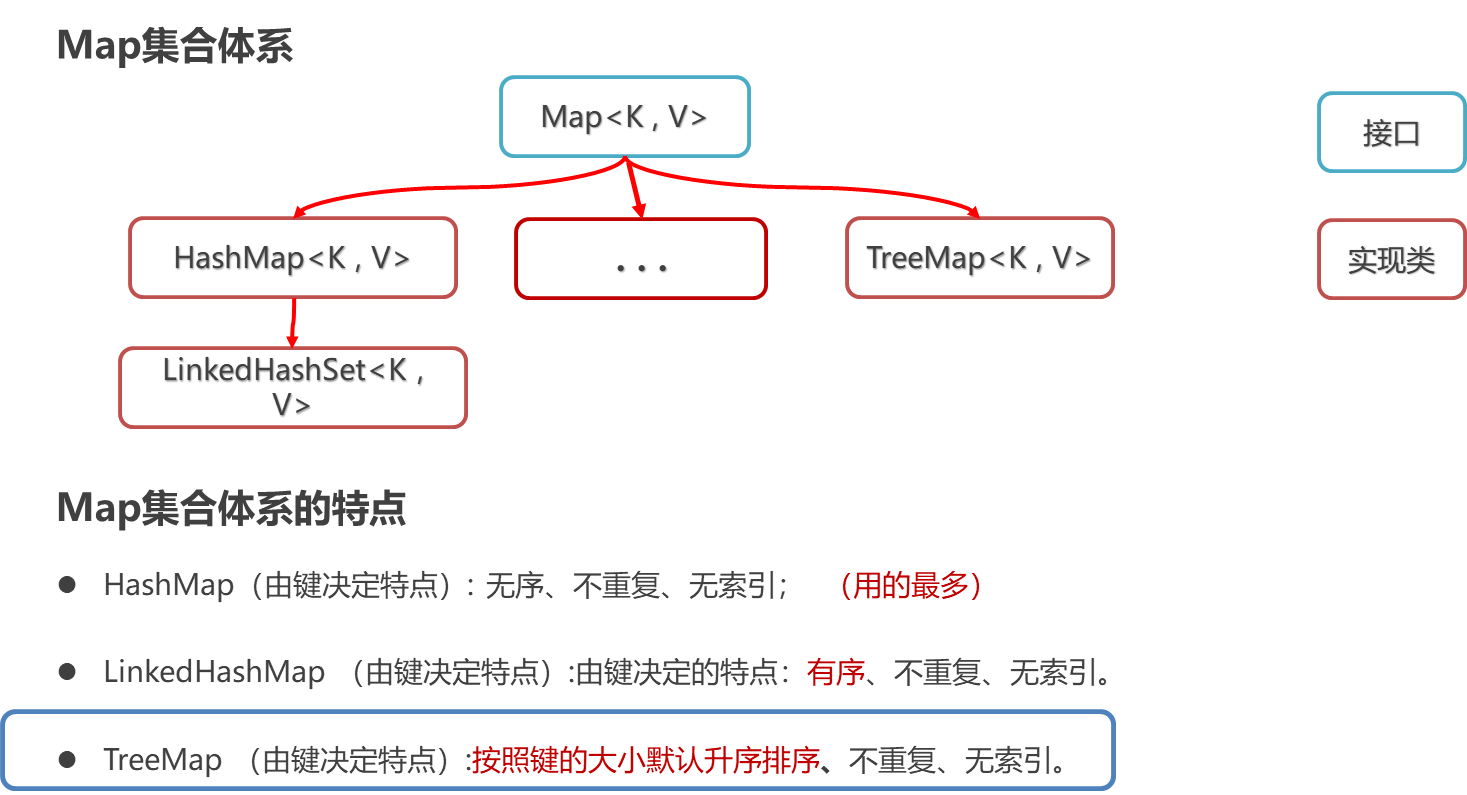 Map集合体系
Map<K , V>
接口
HashMap<K , V>
...
TreeMap<K , V>
实现类
LinkedHashSet<K ,
V>
Map集合体系的特点
● HashMap（由键决定特点）: 无序、不重复、无索引； （用的最多）
● LinkedHashMap （由键决定特点）:由键决定的特点：有序、不重复、无索引。
● TreeMap （由键决定特点）:按照键的大小默认升序排序、不重复、无索引。